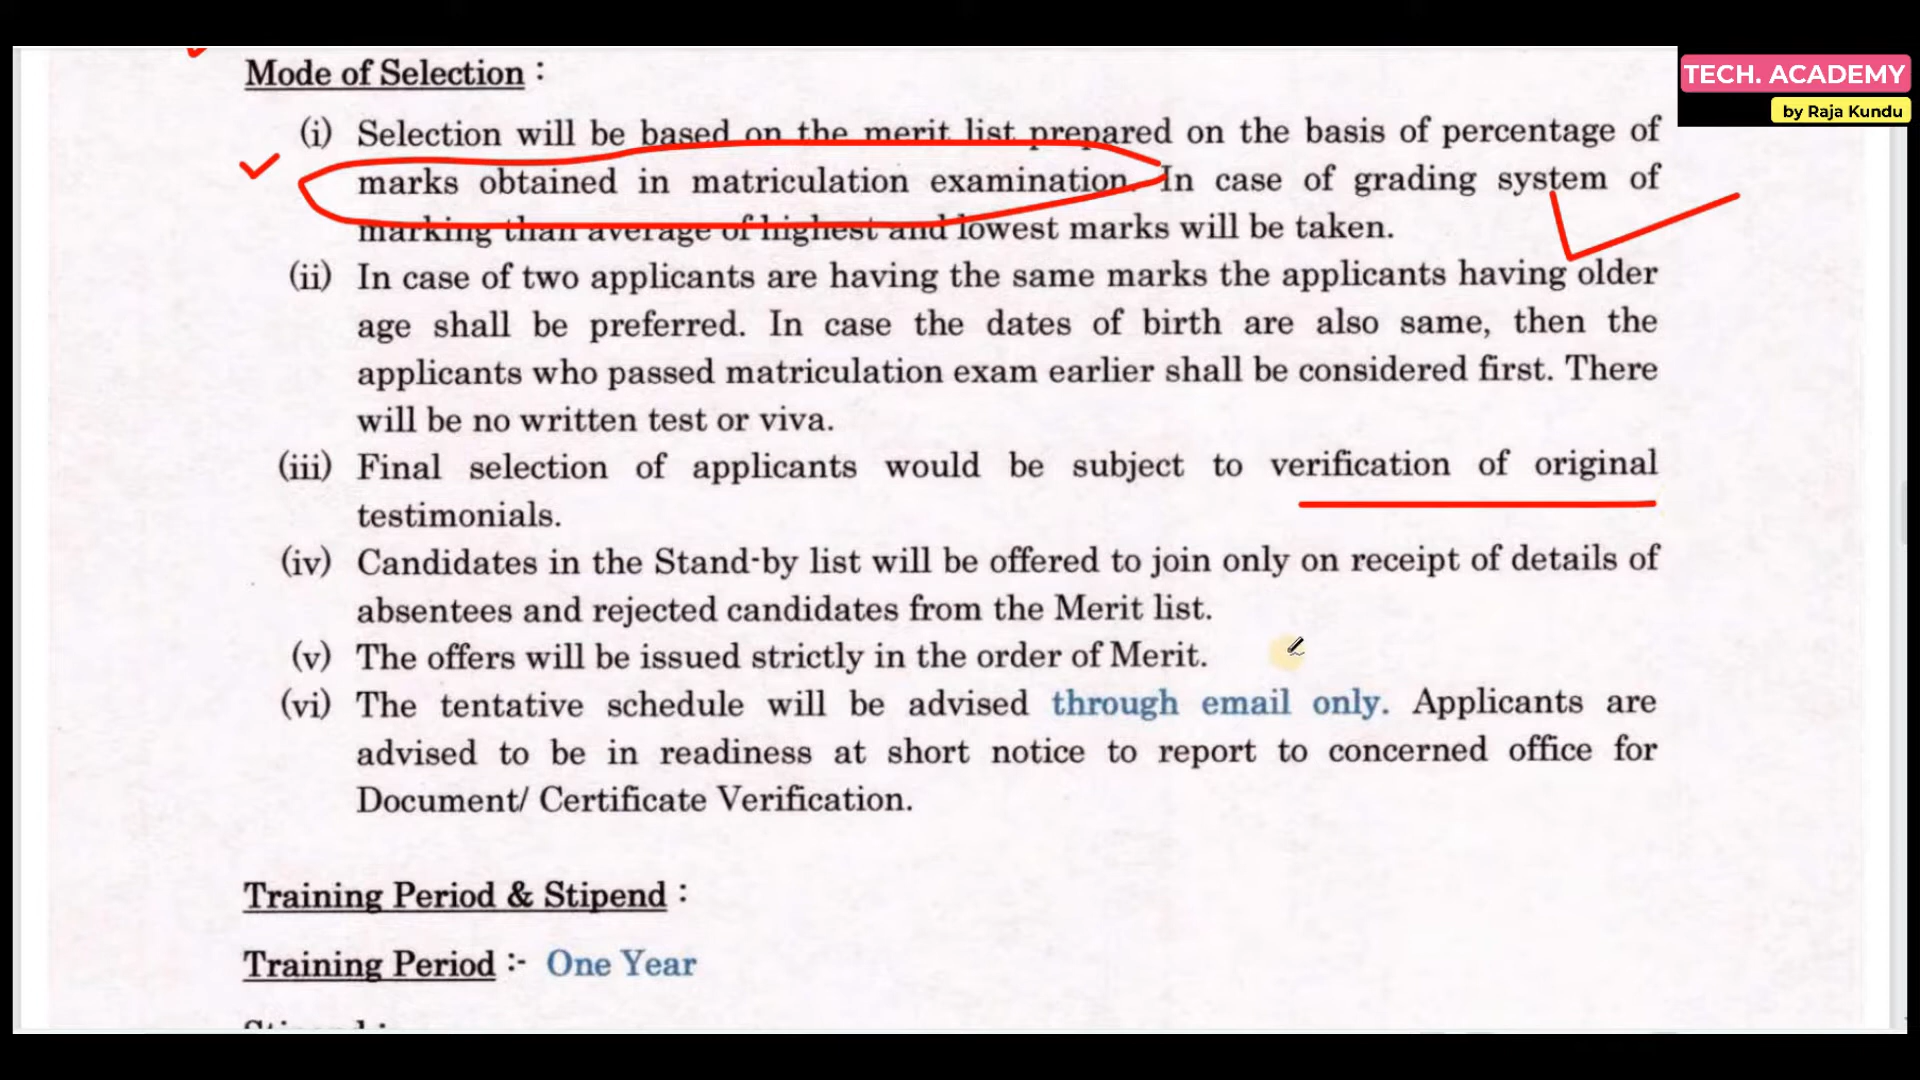 TECH. ACADEMY
by Raja Kundu
Mode of Selection :
(i) Selection will be based on the merit list prepared on the basis of percentage of
marks obtained in matriculation examination. In case of grading system of
marking than average of highest and lowest marks will be taken.
(ii) In case of two applicants are having the same marks the applicants having older
age shall be preferred. In case the dates of birth are also same, then the
applicants who passed matriculation exam earlier shall be considered first. There
will be no written test or viva.
(iii) Final selection of applicants would be subject to verification of original
testimonials.
(iv) Candidates in the Stand-by list will be offered to join only on receipt of details of
absentees and rejected candidates from the Merit list.
(v) The offers will be issued strictly in the order of Merit.
(vi) The tentative schedule will be advised through email only. Applicants are
advised to be in readiness at short notice to report to concerned office for
Document/ Certificate Verification.
Training Period & Stipend :
Training Period :- One Year